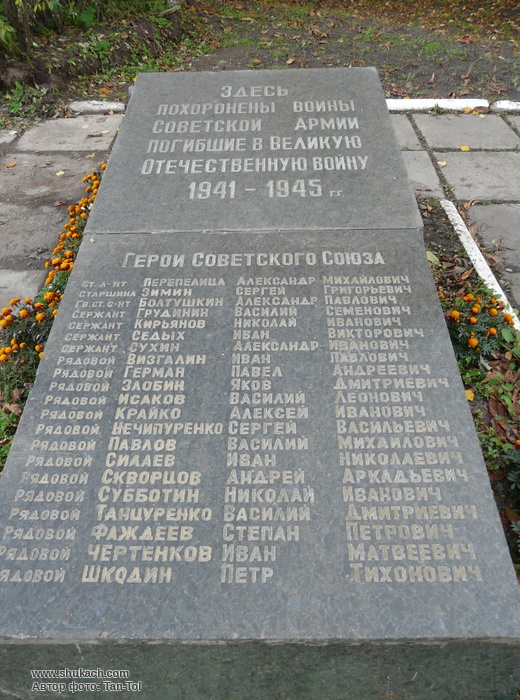 ЗДЕСЬ
ПОХОРОНЕНЫ ВОИНЫ
СОВЕТСКОЙ АРМИИ
ПОГИБШИЕ В ВЕЛИКУЮ
ОТЕЧЕСТВЕННУЮ ВОЙНУ
1941 - 1945 гг.
ГЕРОИ СОВЕТСКОГО СОЮЗА
СТ. Л-НТ ПЕРЕПЕЛИЦА АЛЕКСАНДР МИХАЙЛОВИЧ
СТАРШИНА ЗИМИН СЕРГЕЙ ГРИГОРЬЕВИЧ
ГВ.СТ.С-НТ БОЛТУШКИН АЛЕКСАНДР ПАВЛОВИЧ
СЕРЖАНТ ГРУДИНИН ВАСИЛИЙ СЕМЕНОВИЧ
СЕРЖАНТ КИРЬЯНОВ НИКОЛАЙ ИВАНОВИЧ
СЕРЖАНТ СЕДЫХ ИВАН ВИКТОРОВИЧ
СЕРЖАНТ СУХИН АЛЕКСАНДР ИВАНОВИЧ
РЯДОВОЙ ВИЗГАЛИН ИВАН ПАВЛОВИЧ
РЯДОВОЙ ГЕРМАН ПАВЕЛ АНДРЕЕВИЧ
РЯДОВОЙ ЗЛОБИН ЯКОВ ДМИТРИЕВИЧ
РЯДОВОЙ ИСАКОВ ВАСИЛИЙ ЛЕОНОВИЧ
РЯДОВОЙ КРАЙКО АЛЕКСЕЙ ИВАНОВИЧ
РЯДОВОЙ НЕЧИПУРЕНКО СЕРГЕЙ ВАСИЛЬЕВИЧ
РЯДОВОЙ ПАВЛОВ ВАСИЛИЙ МИХАЙЛОВИЧ
РЯДОВОЙ СИЛАЕВ ИВАН НИКОЛАЕВИЧ
РЯДОВОЙ СКВОРЦОВ АНДРЕЙ АРКАДЬЕВИЧ
РЯДОВОЙ СУББОТИН НИКОЛАЙ ИВАНОВИЧ
РЯДОВОЙ ТАНЦУРЕНКО ВАСИЛИЙ ДМИТРИЕВИЧ
РЯДОВОЙ ФАЖДЕЕВ СТЕПАН ПЕТРОВИЧ
РЯДОВОЙ ЧЕРТЕНКОВ ИВАН МАТВЕЕВИЧ
РЯДОВОЙ ШКОДИН ПЕТР ТИХОНОВИЧ
www.shukach.com
Автор фото: Tan-Tol